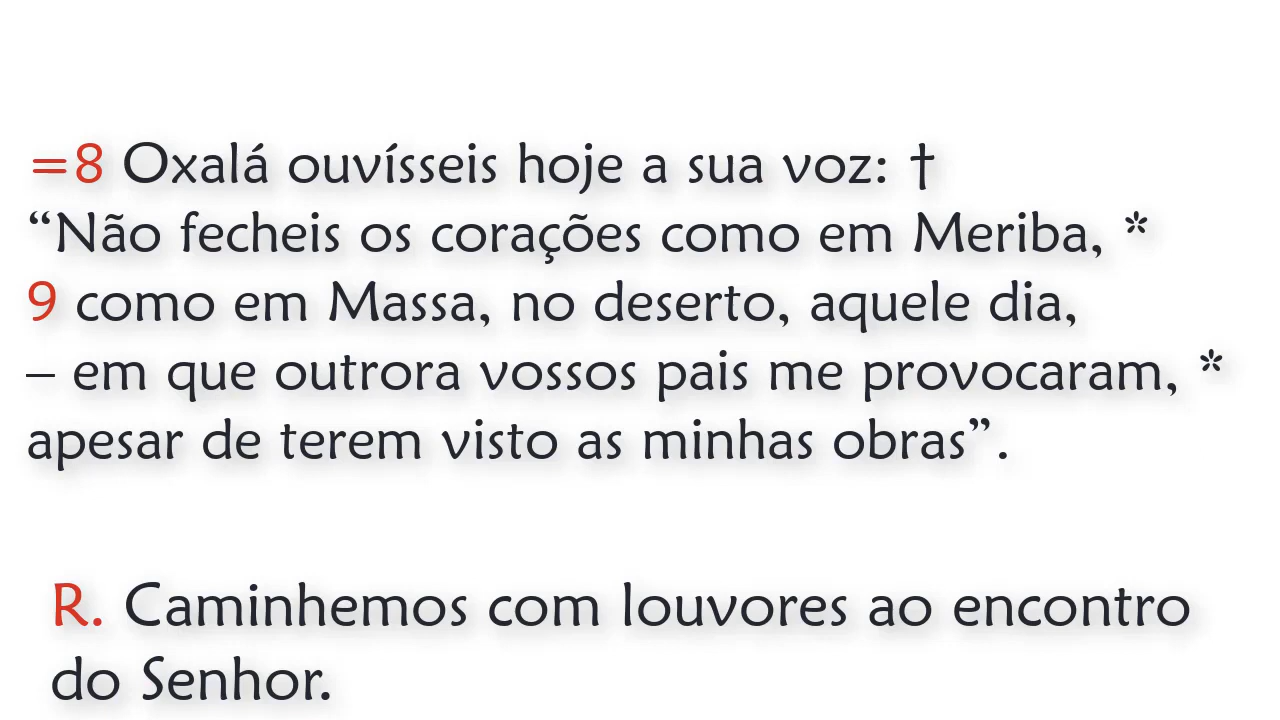 =8 Oxalá ouvísseis hoje a sua voz: †
“Não fecheis os corações como em Meriba, *
9 como em Massa, no deserto, aquele dia,
– em que outrora vossos pais me provocaram, *
apesar de terem visto as minhas obras”.
R. Caminhemos com louvores ao encontro
do Senhor.